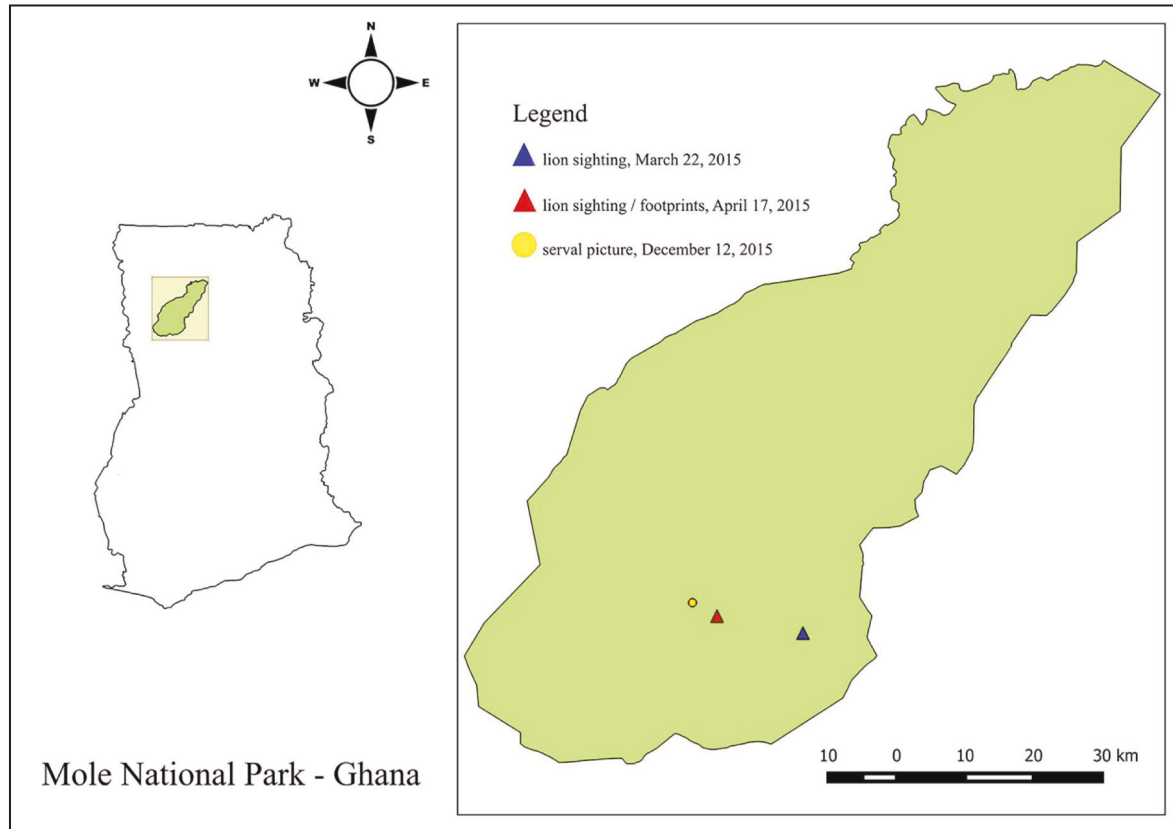 N
W E
S
Legend
lion sighting, March 22, 2015
lion sighting / footprints, April 17, 2015
serval picture, December 12, 2015
Mole National Park - Ghana
10 0 10 20 30 km